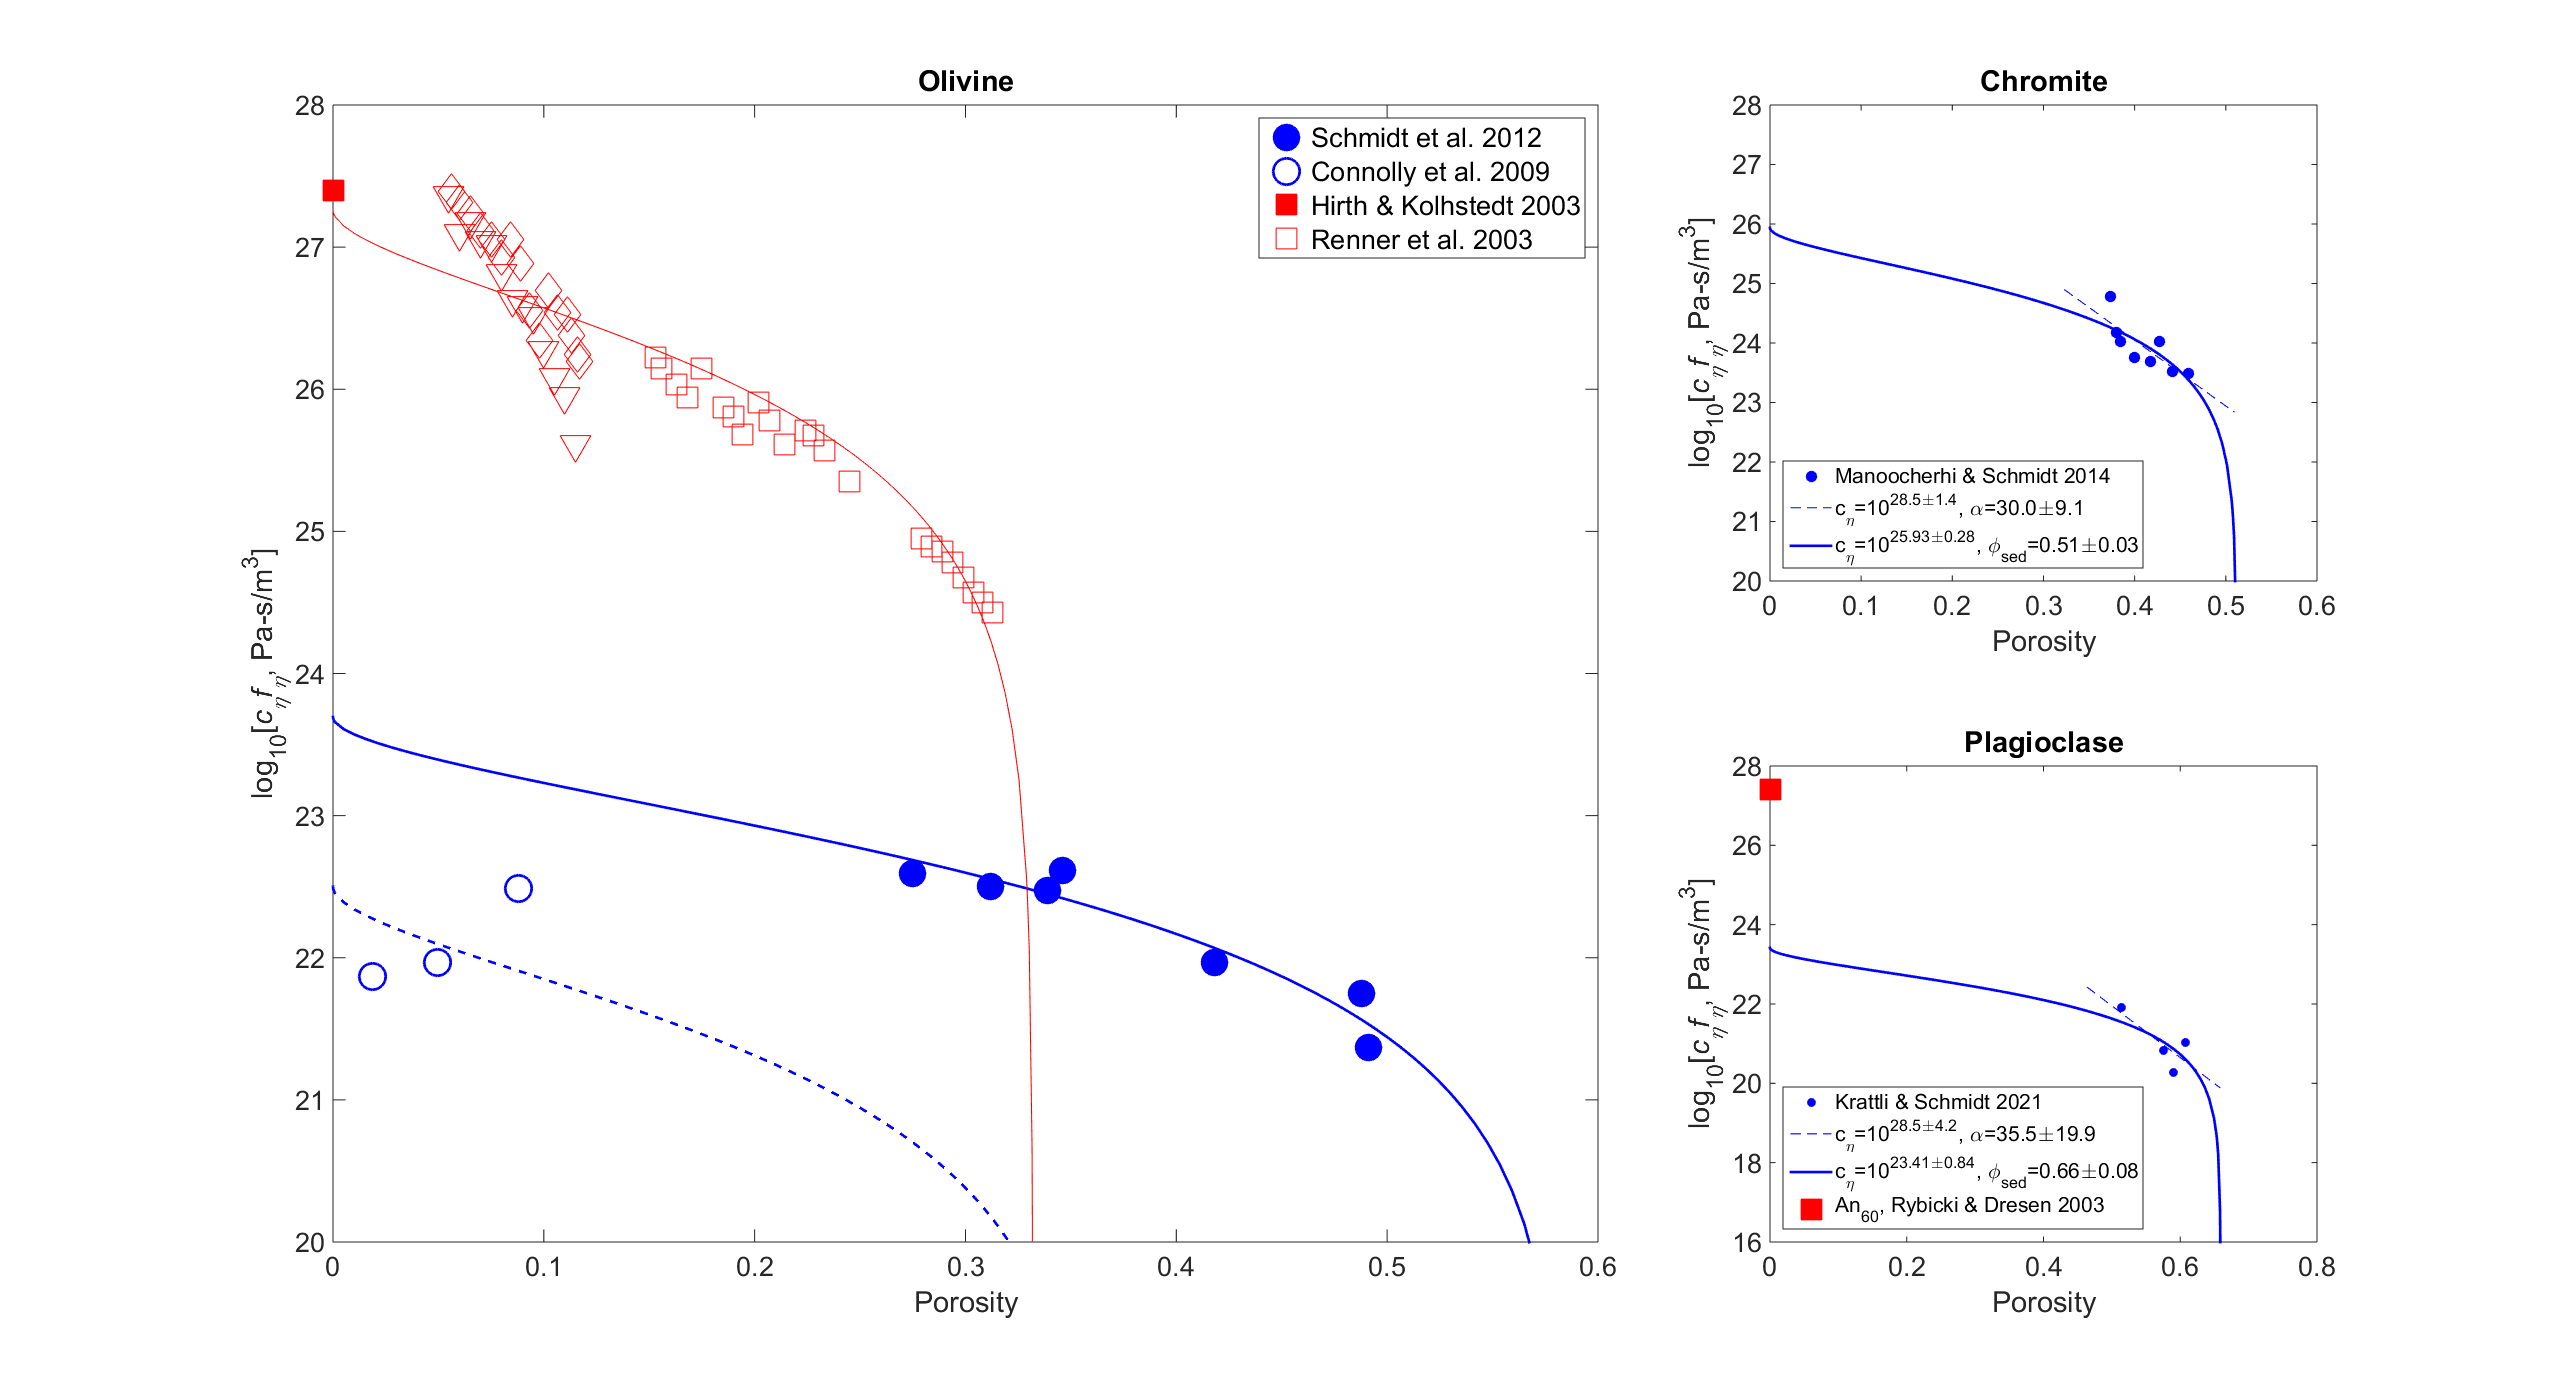 Olivine
28
27
26
25
24
23
22
21
20
0
0.1
0.2
0.3
0.4
0.5
0.6
Porosity
log10[cηfη, Pa-s/m3]
Schmidt et al. 2012
Connolly et al. 2009
Hirth & Kolhstedt 2003
Renner et al. 2003
Chromite
28
27
26
25
24
23
22
21
20
0
0.1
0.2
0.3
0.4
0.5
0.6
Porosity
log10[cηfη, Pa-s/m3]
Manoocherhi & Schmidt 2014
cη=10^28.5±1.4, α=30.0±9.1
cη=10^25.93±0.28, ϕsed=0.51±0.03
Plagioclase
28
26
24
22
20
18
16
0
0.2
0.4
0.6
0.8
Porosity
log10[cηfη, Pa-s/m3]
Krattli & Schmidt 2021
cη=10^28.5±4.2, α=35.5±19.9
cη=10^23.41±0.84, ϕsed=0.66±0.08
An60, Rybicki & Dresen 2003